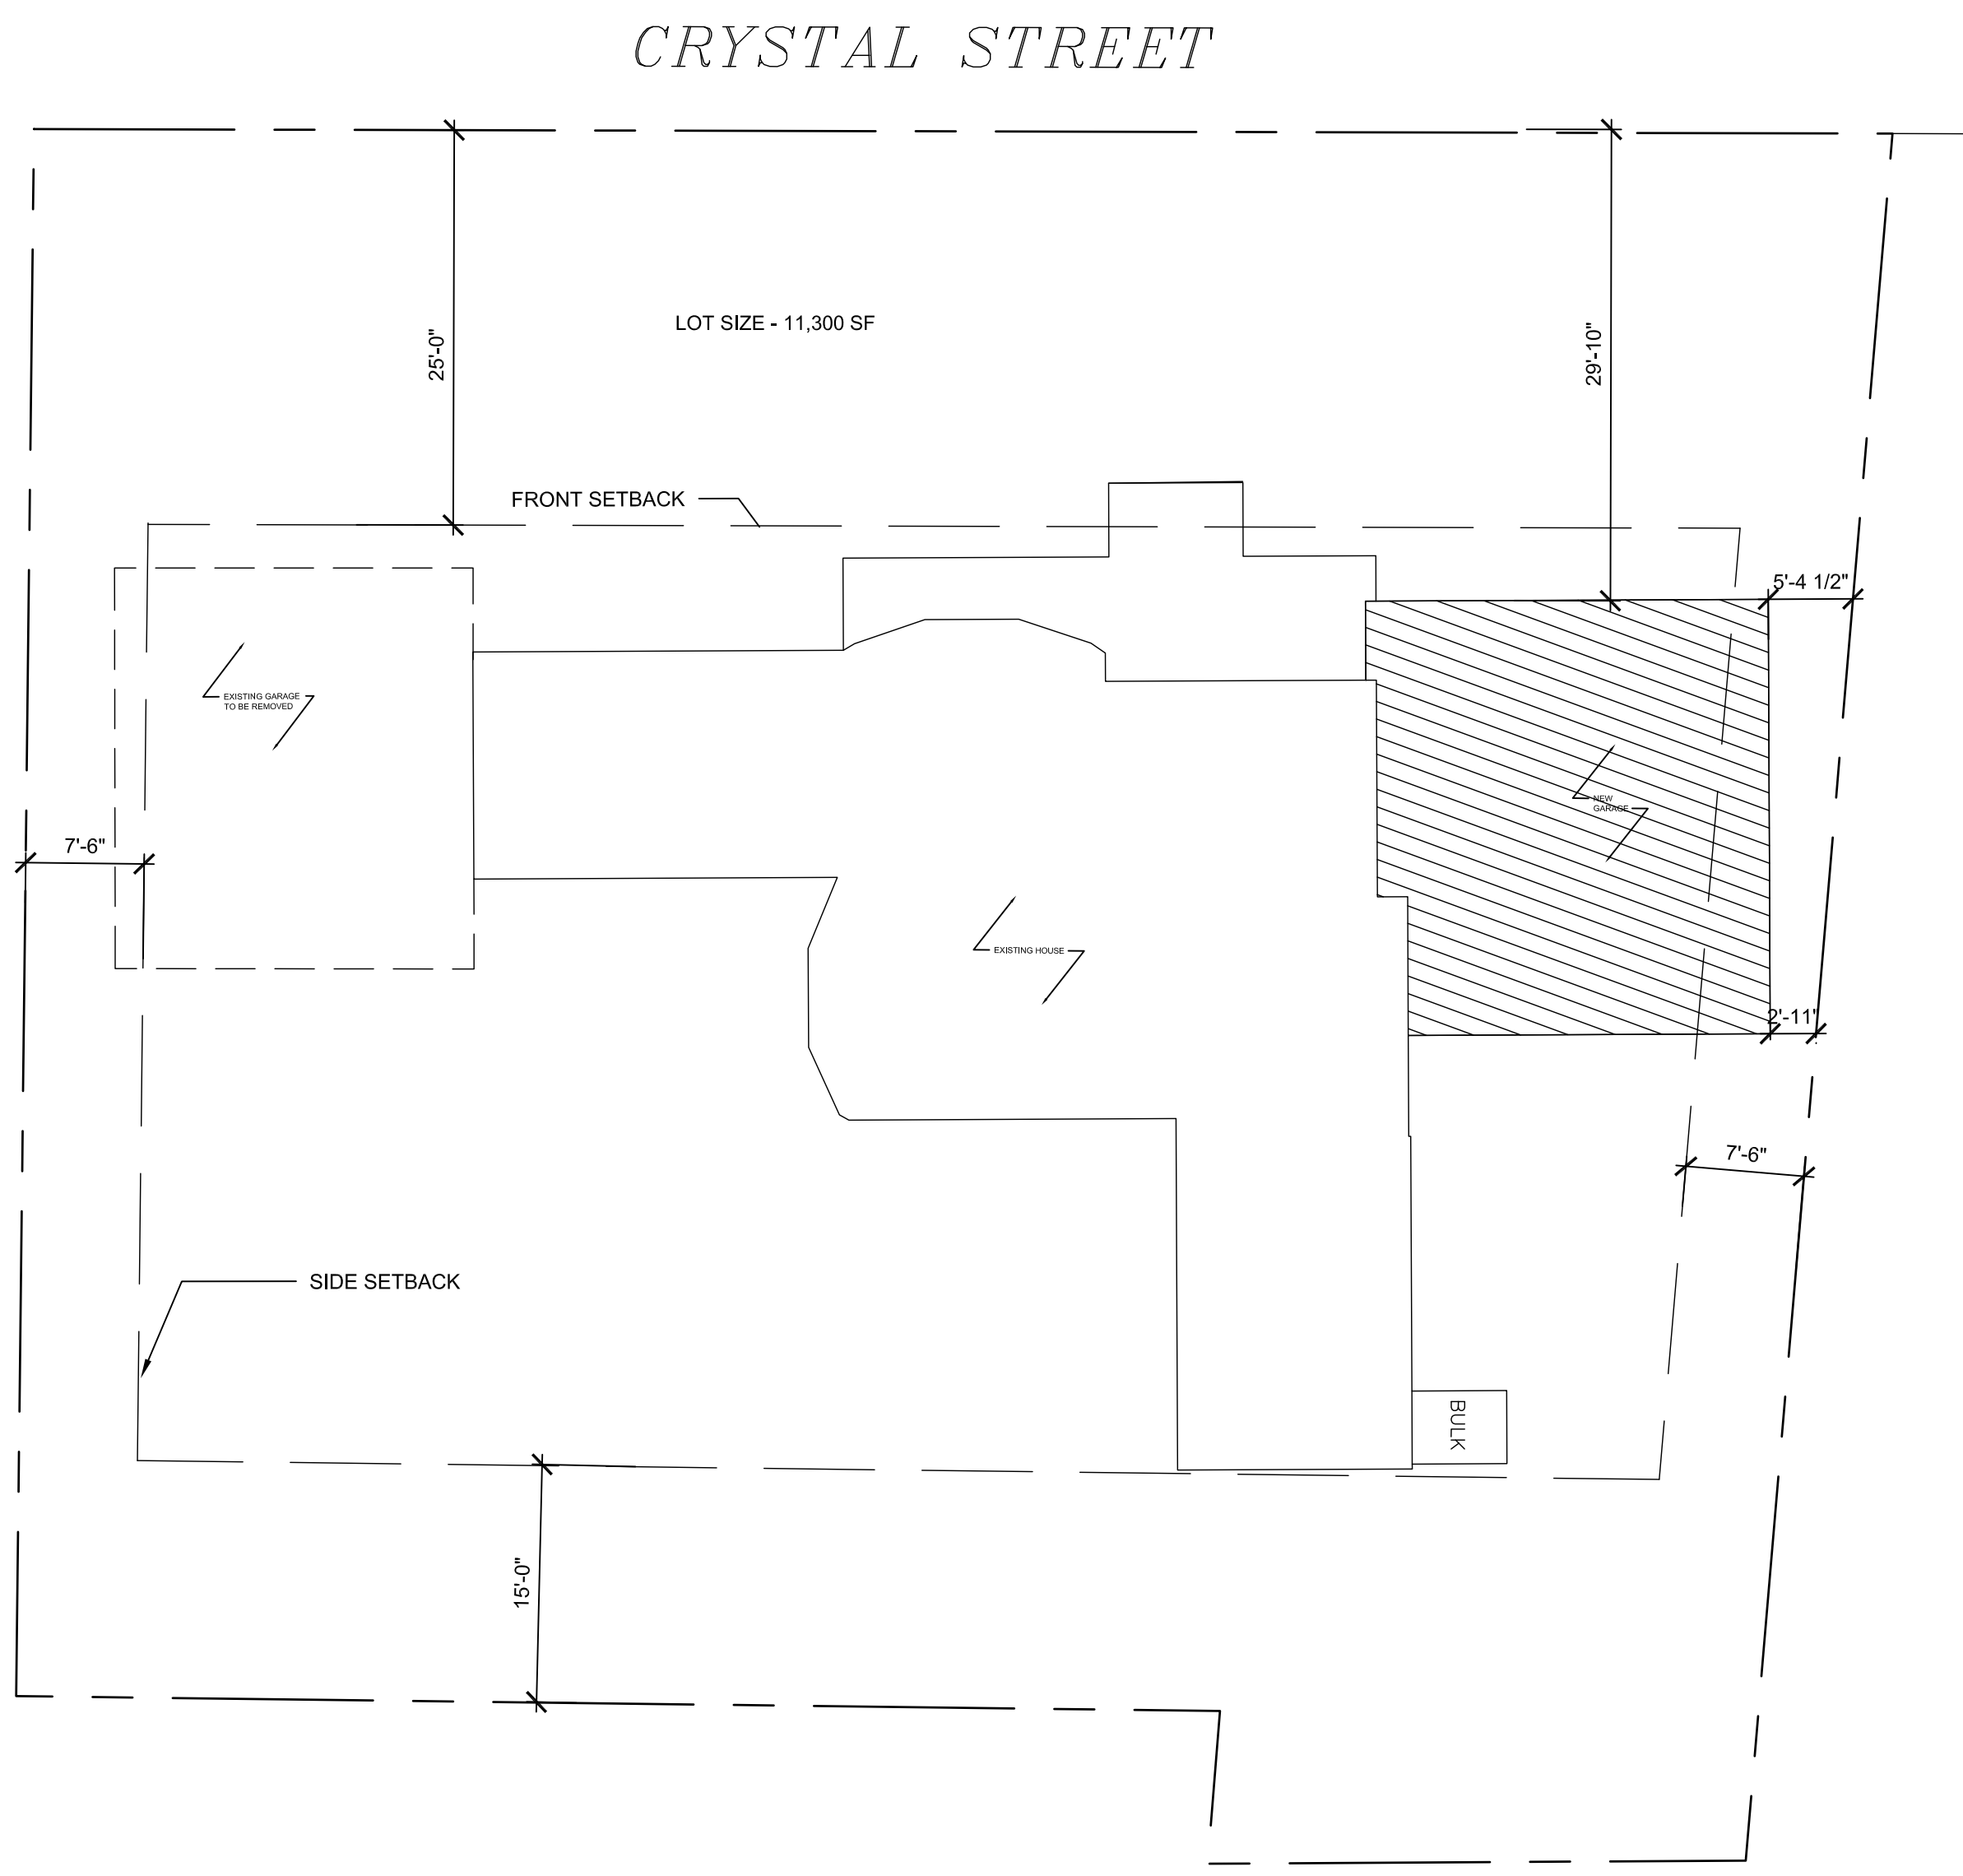 CRYSTAL STREET
LOT SIZE - 11,300 SF
25'-0"
29'-10"
FRONT SETBACK
5'-4 1/2"
EXISTING GARAGE
TO BE REMOVED
NEW
GARAGE
7'-6"
EXISTING HOUSE
2'-11"
7'-6"
SIDE SETBACK
BULK
15'-0"